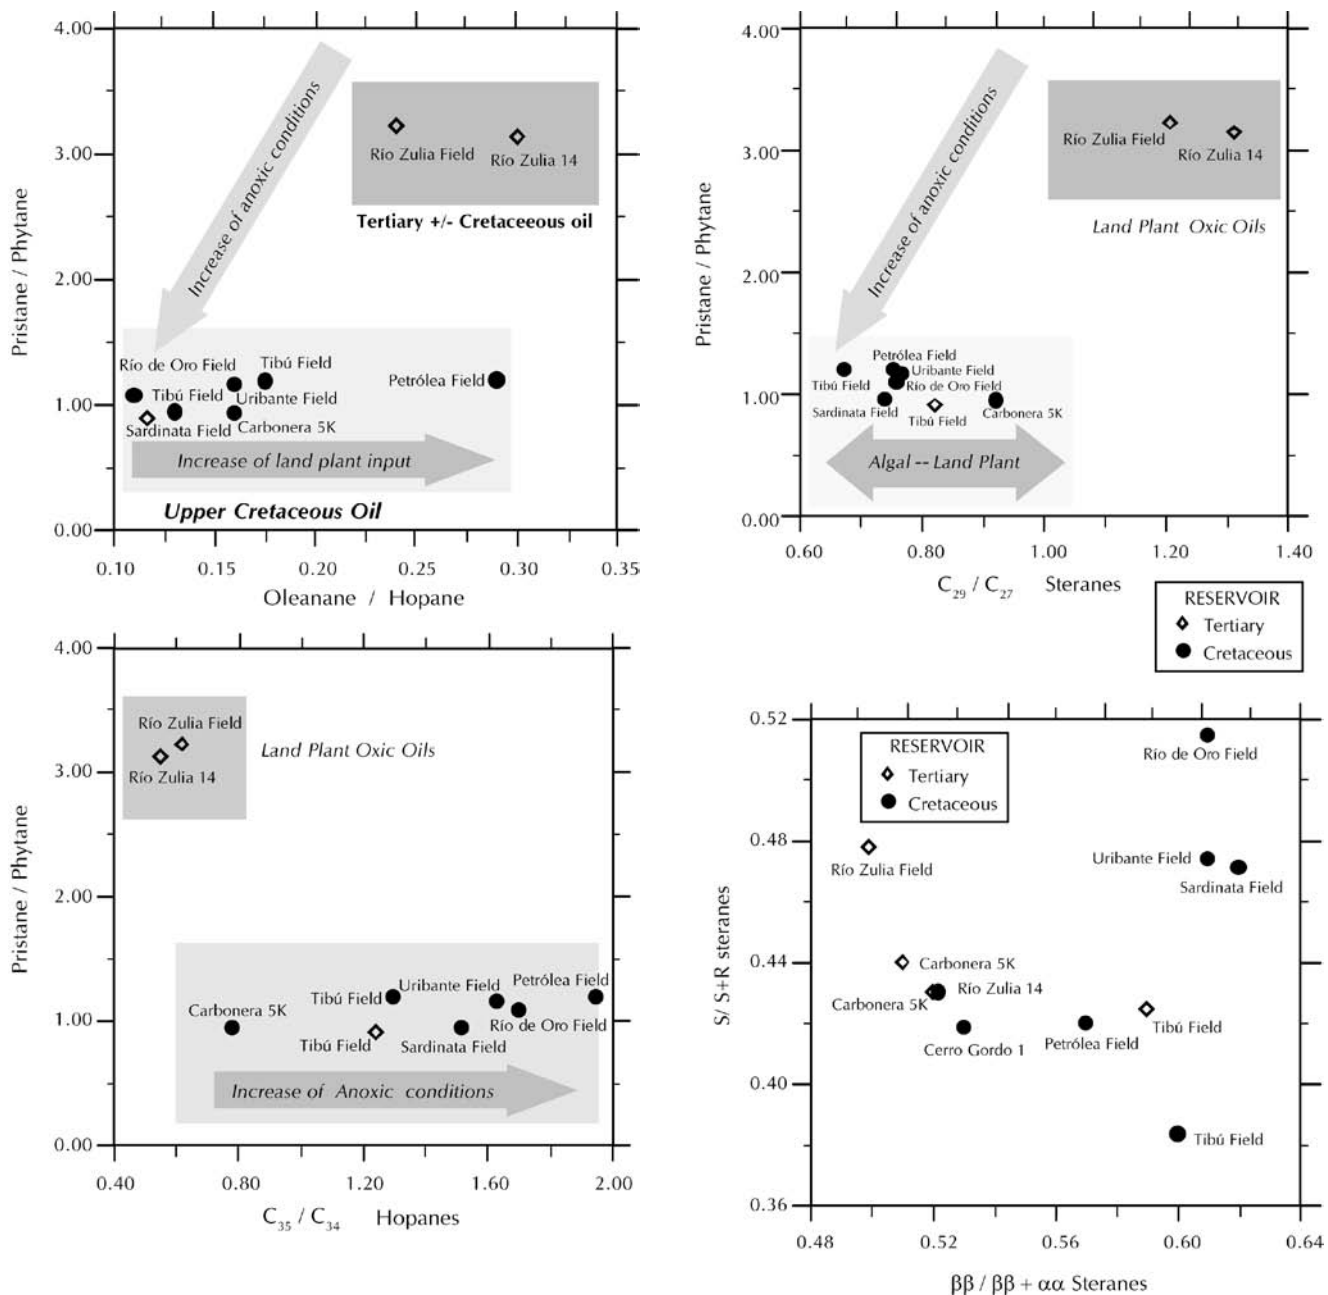 4.00
3.00
2.00
1.00
0.00
Pristane / Phytane
Increase of anoxic conditions
Río Zulia Field
Río Zulia 14
Tertiary +/- Cretaceeous oil
Río de Oro Field
Tibú Field
Petrólea Field
Tibú Field
Uribante Field
Sardinata Field
Carbonera 5K
Increase of land plant input
Upper Cretaceous Oil
0.10 0.15 0.20 0.25 0.30 0.35
Oleanane / Hopane
4.00
3.00
2.00
1.00
0.00
Pristane / Phytane
Increase of anoxic conditions
Río Zulia Field
Río Zulia 14
Land Plant Oxic Oils
Petrólea Field
Uribante Field
Tibú Field
Río de Oro Field
Sardinata Field
Tibú Field
Carbonera 5K
Algal -- Land Plant
0.60 0.80 1.00 1.20 1.40
C29 / C27 Steranes
RESERVOIR
Tertiary
Cretaceous
4.00
3.00
2.00
1.00
0.00
Pristane / Phytane
Río Zulia Field
Río Zulia 14
Land Plant Oxic Oils
Carbonera 5K
Tibú Field
Uribante Field
Petrólea Field
Tibú Field
Sardinata Field
Río de Oro Field
Increase of Anoxic conditions
0.40 0.80 1.20 1.60 2.00
C35 / C34 Hopanes
0.52
0.48
0.44
0.40
0.36
S/ S+R steranes
RESERVOIR
Tertiary
Cretaceous
Río de Oro Field
Río Zulia Field
Uribante Field
Sardinata Field
Carbonera 5K
Carbonera 5K
Río Zulia 14
Cerro Gordo 1
Petrólea Field
Tibú Field
Tibú Field
0.48 0.52 0.56 0.60 0.64
ββ / ββ + αα Steranes